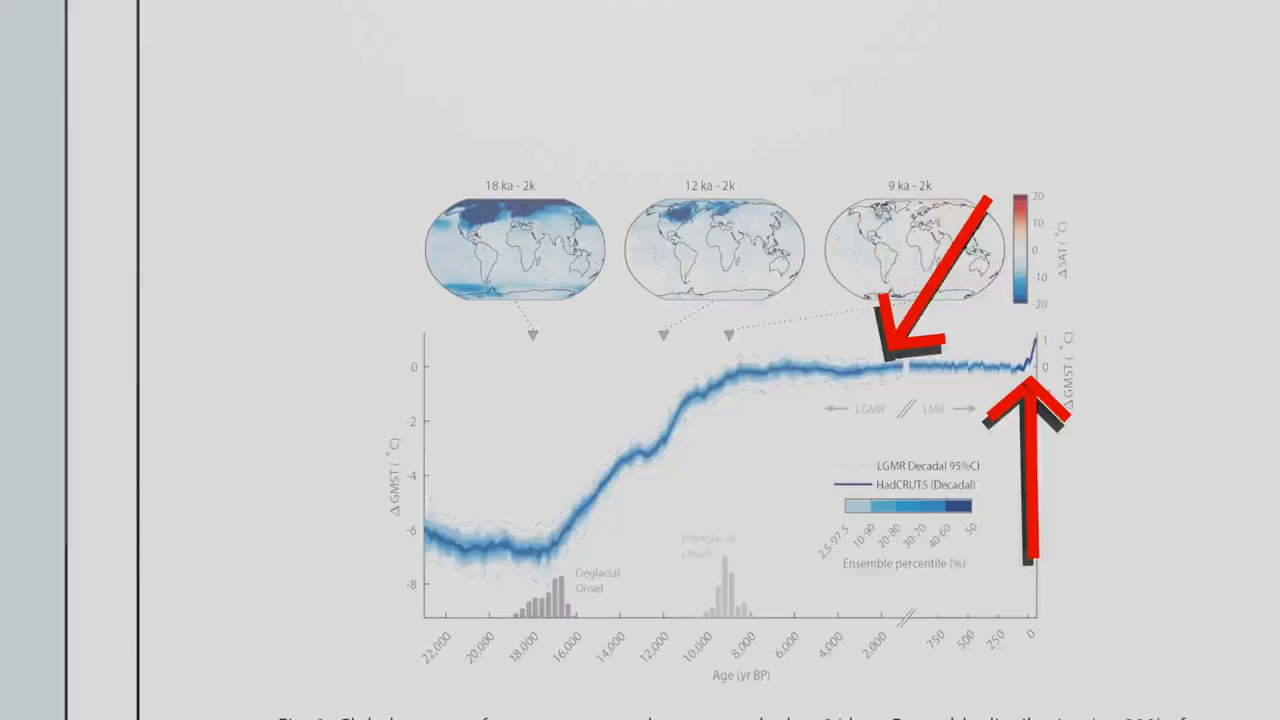 18 ka - 2k
12 ka - 2k
9 ka - 2k
20
10
0
-10
-20
Δ SAT (°C)
1
0
Δ GMST (°C)
0
-2
-4
-6
-8
Δ GMST (°C)
LGMR
LMR
LGMR Decadal 95%CI
HadCRUT5 (Decadal)
2.5-97.5
10-90
20-80
30-70
40-60
50
Ensemble percentile (%)
Interglacial
Onset
Deglacial
Onset
22,000
20,000
18,000
16,000
14,000
12,000
10,000
8,000
6,000
4,000
2,000
750
500
250
0
Age (yr BP)